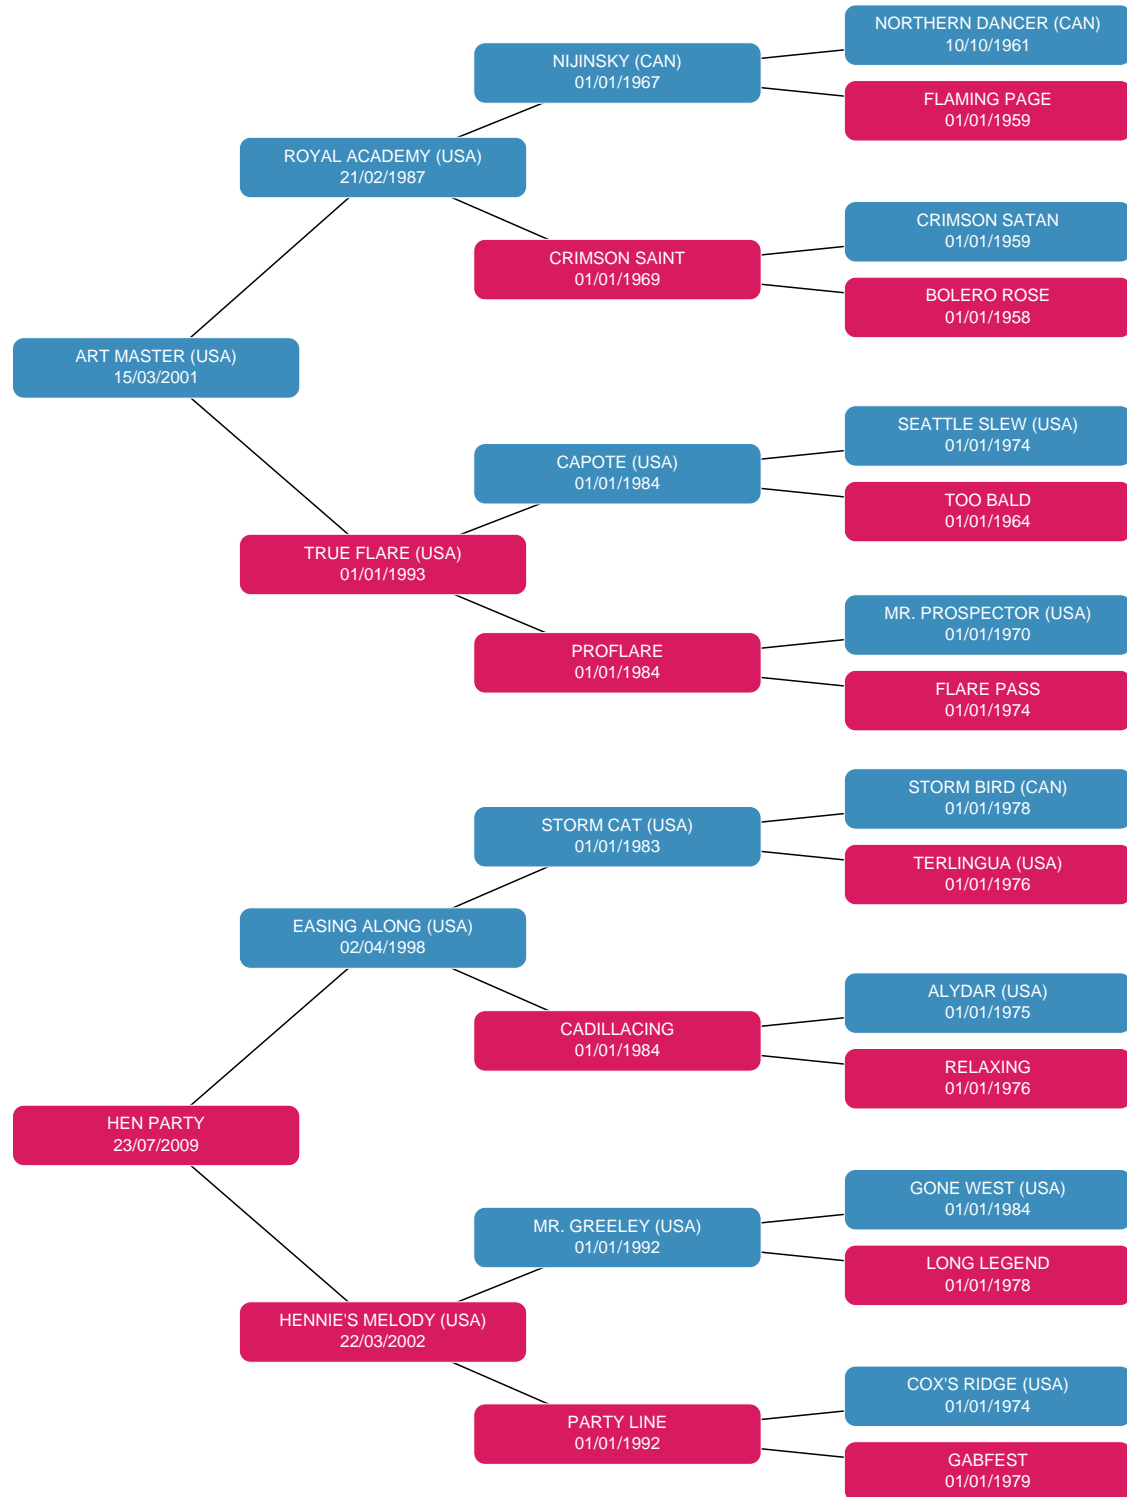 NORTHERN DANCER (CAN)
10/10/1961
NIJINSKY (CAN)
01/01/1967
FLAMING PAGE
01/01/1959
ROYAL ACADEMY (USA)
21/02/1987
CRIMSON SATAN
01/01/1959
CRIMSON SAINT
01/01/1969
BOLERO ROSE
01/01/1958
ART MASTER (USA)
15/03/2001
SEATTLE SLEW (USA)
01/01/1974
CAPOTE (USA)
01/01/1984
TOO BALD
01/01/1964
TRUE FLARE (USA)
01/01/1993
MR. PROSPECTOR (USA)
01/01/1970
PROFLARE
01/01/1984
FLARE PASS
01/01/1974
STORM BIRD (CAN)
01/01/1978
STORM CAT (USA)
01/01/1983
TERLINGUA (USA)
01/01/1976
EASING ALONG (USA)
02/04/1998
ALYDAR (USA)
01/01/1975
CADILLACING
01/01/1984
RELAXING
01/01/1976
HEN PARTY
23/07/2009
GONE WEST (USA)
01/01/1984
MR. GREELEY (USA)
01/01/1992
LONG LEGEND
01/01/1978
HENNIE'S MELODY (USA)
22/03/2002
COX'S RIDGE (USA)
01/01/1974
PARTY LINE
01/01/1992
GABFEST
01/01/1979